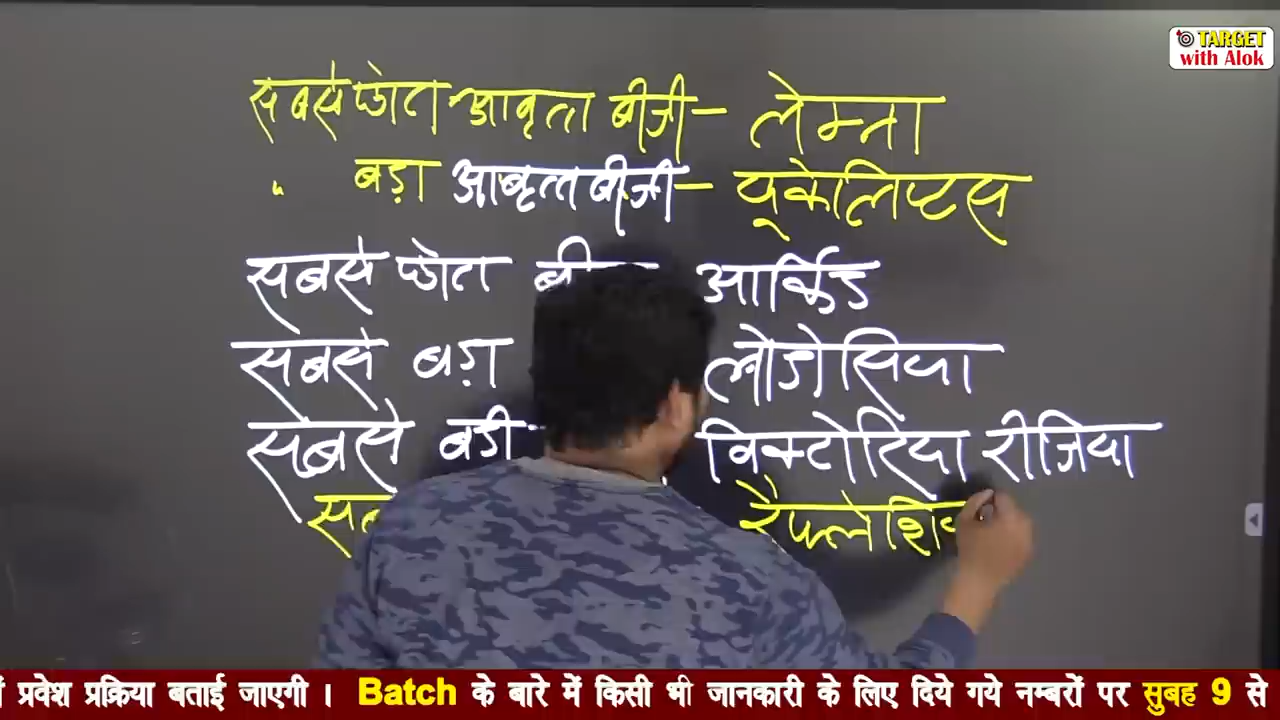 TARGET
with Alok
सबसे छोटा आवृत्त बीजी - लेम्ना
" बड़ा आवृत्त बीजी - यूकेलिप्टस
सबसे छोटा आर्किड
सबसे बड़ा लोडोसिया
सबसे बडी विक्टोरिया रीजिया
रैफ्लेशि
प्रवेश प्रक्रिया बताई जाएगी । Batch के बारे में किसी भी जानकारी के लिए दिये गये नम्बरों पर सुबह 9 से